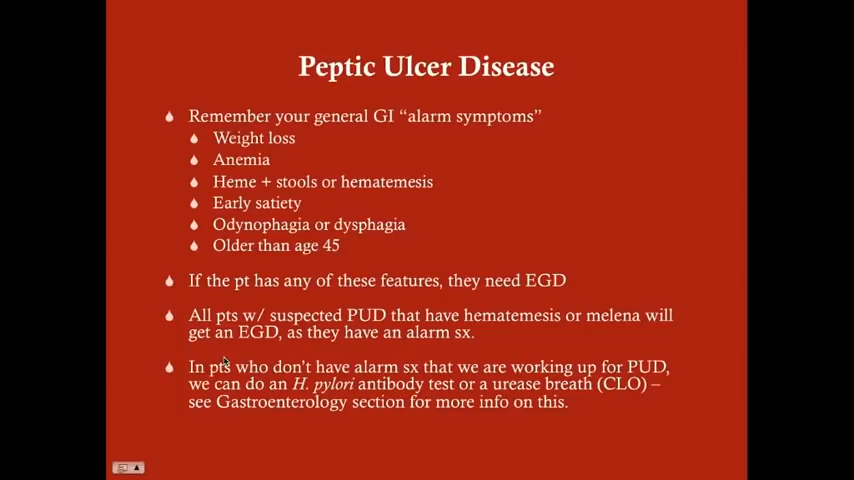 Peptic Ulcer Disease
Remember your general GI “alarm symptoms”
Weight loss
Anemia
Heme + stools or hematemesis
Early satiety
Odynophagia or dysphagia
Older than age 45
If the pt has any of these features, they need EGD
All pts w/ suspected PUD that have hematemesis or melena will
get an EGD, as they have an alarm sx.
In pts who don’t have alarm sx that we are working up for PUD,
we can do an H. pylori antibody test or a urease breath (CLO) –
see Gastroenterology section for more info on this.